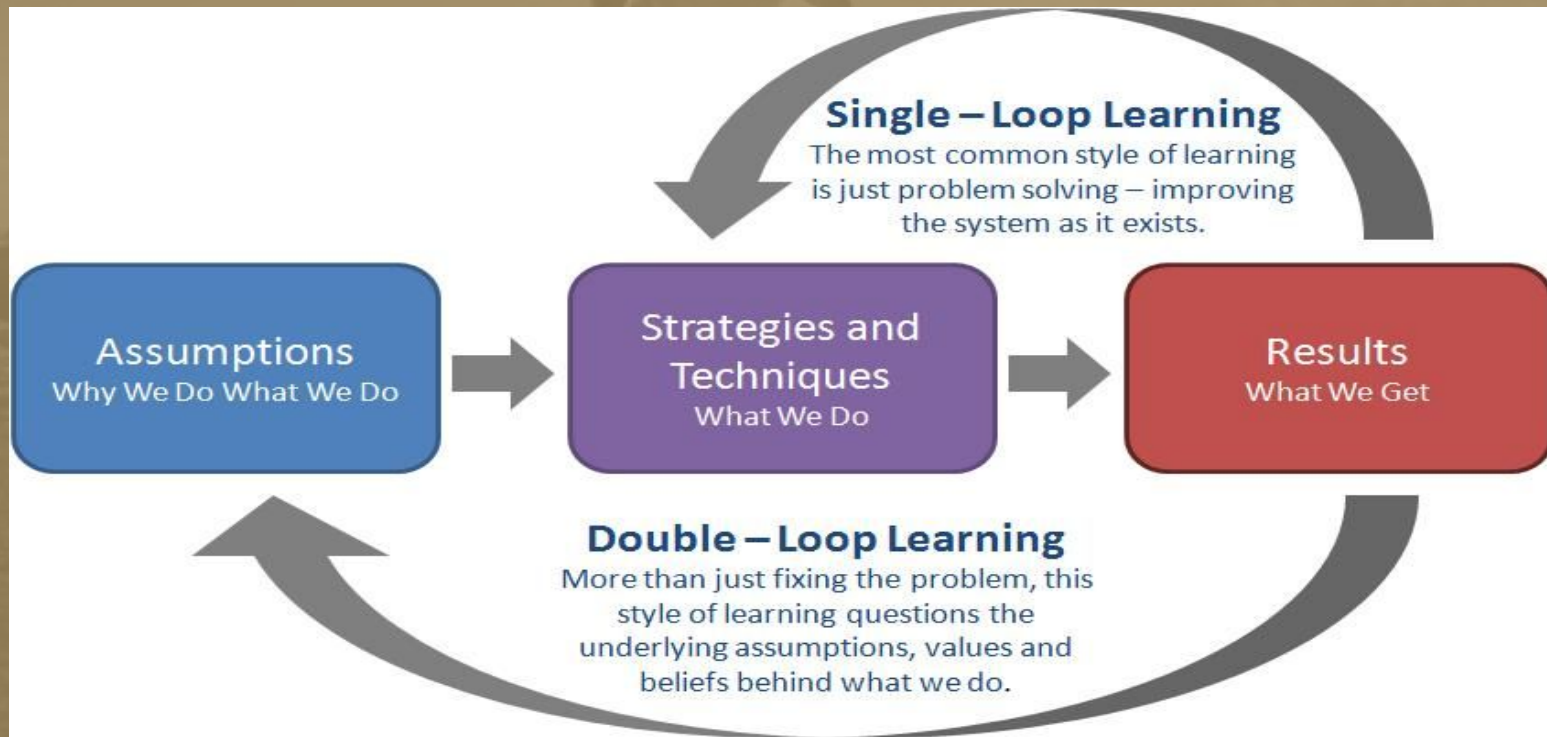 Single – Loop Learning
The most common style of learning
is just problem solving – improving
the system as it exists.
Assumptions
Why We Do What We Do
Strategies and
Techniques
What We Do
Results
What We Get
Double – Loop Learning
More than just fixing the problem, this
style of learning questions the
underlying assumptions, values and
beliefs behind what we do.